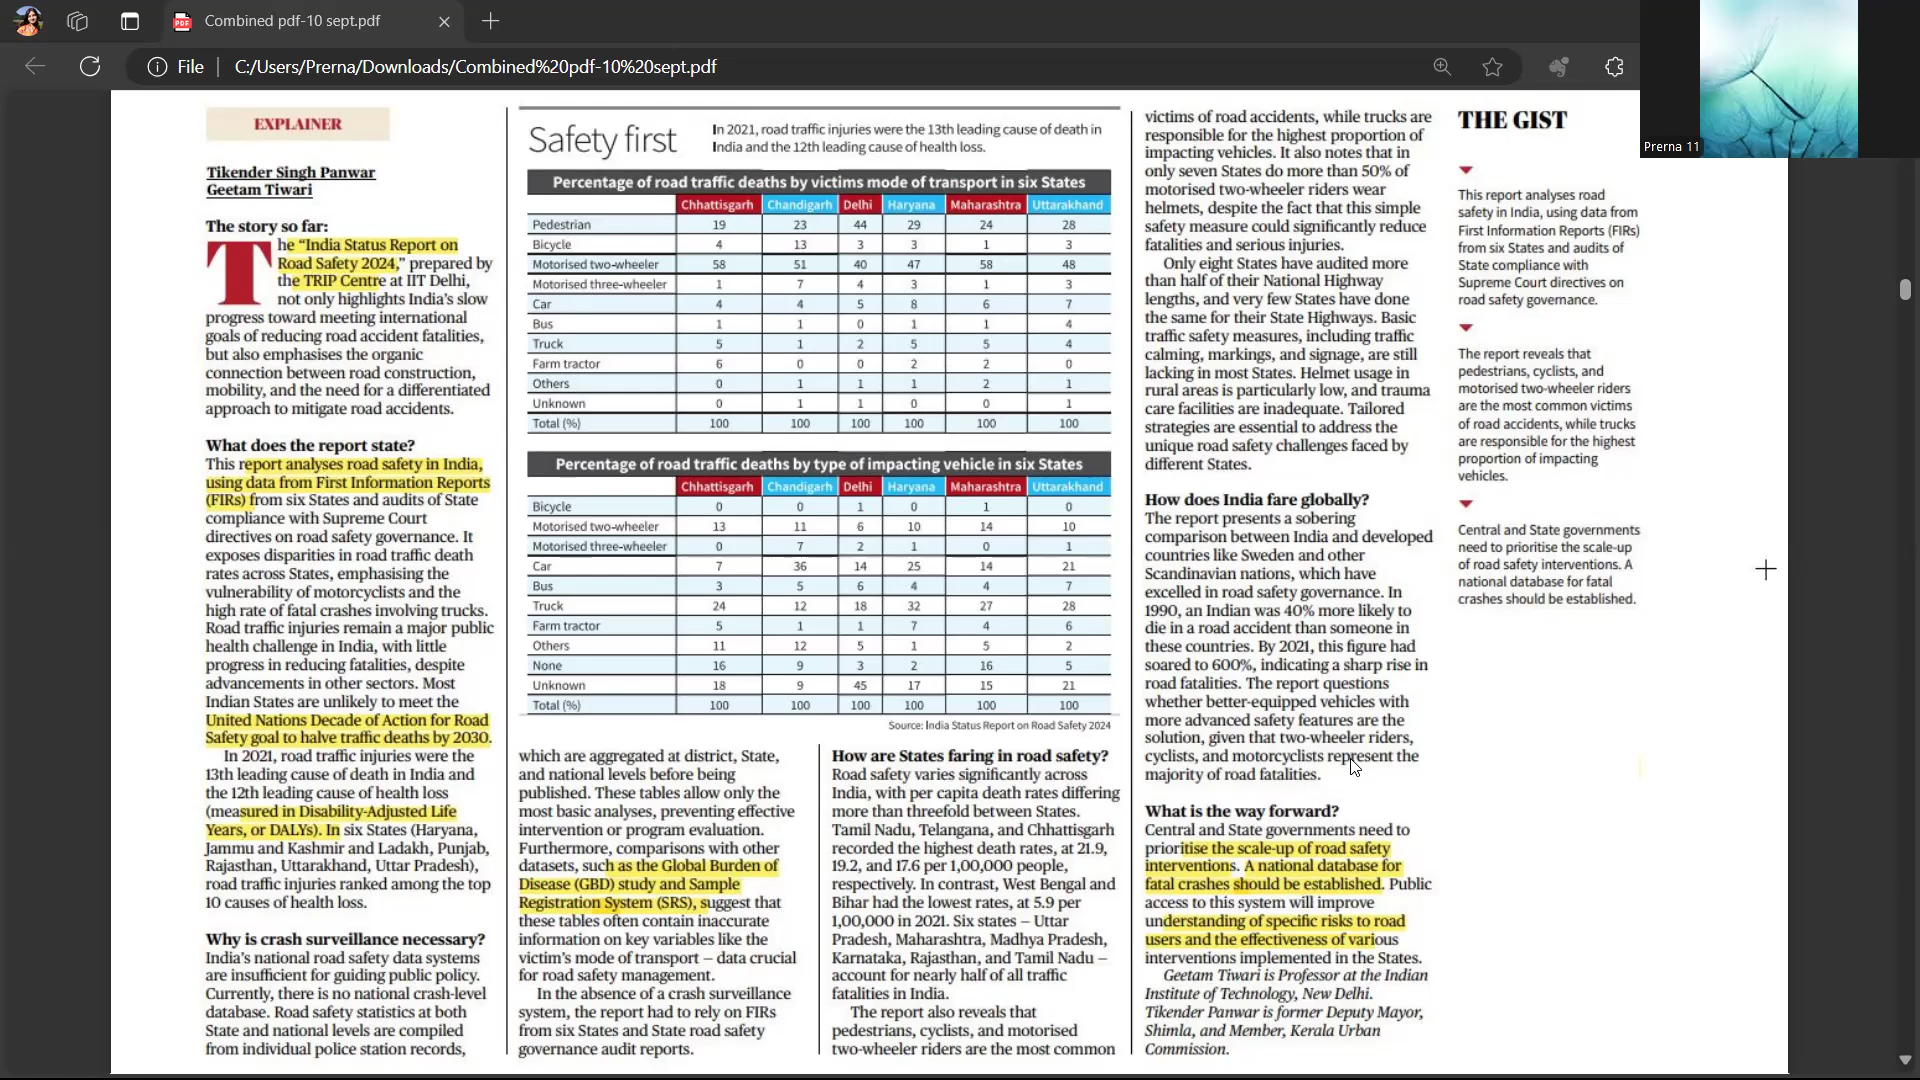 Combined pdf-10 sept.pdf
File
C:/Users/Prerna/Downloads/Combined%20pdf-10%20sept.pdf
Prerna 11
EXPLAINER
Tikender Singh Panwar
Geetam Tiwari
The story so far:
The “India Status Report on
Road Safety 2024,” prepared by
the TRIP Centre at IIT Delhi,
not only highlights India’s slow
progress toward meeting international
goals of reducing road accident fatalities,
but also emphasises the organic
connection between road construction,
mobility, and the need for a differentiated
approach to mitigate road accidents.
What does the report state?
This report analyses road safety in India,
using data from First Information Reports
(FIRs) from six States and audits of State
compliance with Supreme Court
directives on road safety governance. It
exposes disparities in road traffic death
rates across States, emphasising the
vulnerability of motorcyclists and the
high rate of fatal crashes involving trucks.
Road traffic injuries remain a major public
health challenge in India, with little
progress in reducing fatalities, despite
advancements in other sectors. Most
Indian States are unlikely to meet the
United Nations Decade of Action for Road
Safety goal to halve traffic deaths by 2030.
In 2021, road traffic injuries were the
13th leading cause of death in India and
the 12th leading cause of health loss
(measured in Disability-Adjusted Life
Years, or DALYs). In six States (Haryana,
Jammu and Kashmir and Ladakh, Punjab,
Rajasthan, Uttarakhand, Uttar Pradesh),
road traffic injuries ranked among the top
10 causes of health loss.
Why is crash surveillance necessary?
India’s national road safety data systems
are insufficient for guiding public policy.
Currently, there is no national crash-level
database. Road safety statistics at both
State and national levels are compiled
from individual police station records,
Safety first
In 2021, road traffic injuries were the 13th leading cause of death in
India and the 12th leading cause of health loss.
Percentage of road traffic deaths by victims mode of transport in six States
Chhattisgarh Chandigarh Delhi Haryana Maharashtra Uttarakhand
Pedestrian 19 23 44 29 24 28
Bicycle 4 13 3 3 1 3
Motorised two-wheeler 58 51 40 47 58 48
Motorised three-wheeler 1 7 4 3 1 3
Car 4 4 5 8 6 7
Bus 1 1 0 1 1 4
Truck 5 1 2 5 5 4
Farm tractor 6 0 0 2 2 0
Others 0 1 1 1 2 1
Unknown 0 1 1 0 0 1
Total (%) 100 100 100 100 100 100
Percentage of road traffic deaths by type of impacting vehicle in six States
Chhattisgarh Chandigarh Delhi Haryana Maharashtra Uttarakhand
Bicycle 0 0 1 0 1 0
Motorised two-wheeler 13 11 6 10 14 10
Motorised three-wheeler 0 7 2 1 0 1
Car 7 36 14 25 14 21
Bus 3 5 6 4 4 7
Truck 24 12 18 32 27 28
Farm tractor 5 1 1 7 4 6
Others 11 12 5 1 5 2
None 16 9 3 2 16 5
Unknown 18 9 45 17 15 21
Total (%) 100 100 100 100 100 100
Source: India Status Report on Road Safety 2024
which are aggregated at district, State,
and national levels before being
published. These tables allow only the
most basic analyses, preventing effective
intervention or program evaluation.
Furthermore, comparisons with other
datasets, such as the Global Burden of
Disease (GBD) study and Sample
Registration System (SRS), suggest that
these tables often contain inaccurate
information on key variables like the
victim’s mode of transport — data crucial
for road safety management.
In the absence of a crash surveillance
system, the report had to rely on FIRs
from six States and State road safety
governance audit reports.
How are States faring in road safety?
Road safety varies significantly across
India, with per capita death rates differing
more than threefold between States.
Tamil Nadu, Telangana, and Chhattisgarh
recorded the highest death rates, at 21.9,
19.2, and 17.6 per 1,00,000 people,
respectively. In contrast, West Bengal and
Bihar had the lowest rates, at 5.9 per
1,00,000 in 2021. Six states — Uttar
Pradesh, Maharashtra, Madhya Pradesh,
Karnataka, Rajasthan, and Tamil Nadu —
account for nearly half of all traffic
fatalities in India.
The report also reveals that
pedestrians, cyclists, and motorised
two-wheeler riders are the most common
victims of road accidents, while trucks are
responsible for the highest proportion of
impacting vehicles. It also notes that in
only seven States do more than 50% of
motorised two-wheeler riders wear
helmets, despite the fact that this simple
safety measure could significantly reduce
fatalities and serious injuries.
Only eight States have audited more
than half of their National Highway
lengths, and very few States have done
the same for their State Highways. Basic
traffic safety measures, including traffic
calming, markings, and signage, are still
lacking in most States. Helmet usage in
rural areas is particularly low, and trauma
care facilities are inadequate. Tailored
strategies are essential to address the
unique road safety challenges faced by
different States.
How does India fare globally?
The report presents a sobering
comparison between India and developed
countries like Sweden and other
Scandinavian nations, which have
excelled in road safety governance. In
1990, an Indian was 40% more likely to
die in a road accident than someone in
these countries. By 2021, this figure had
soared to 600%, indicating a sharp rise in
road fatalities. The report questions
whether better-equipped vehicles with
more advanced safety features are the
solution, given that two-wheeler riders,
cyclists, and motorcyclists represent the
majority of road fatalities.
What is the way forward?
Central and State governments need to
prioritise the scale-up of road safety
interventions. A national database for
fatal crashes should be established. Public
access to this system will improve
understanding of specific risks to road
users and the effectiveness of various
interventions implemented in the States.
Geetam Tiwari is Professor at the Indian
Institute of Technology, New Delhi.
Tikender Panwar is former Deputy Mayor,
Shimla, and Member, Kerala Urban
Commission.
THE GIST
This report analyses road
safety in India, using data from
First Information Reports (FIRs)
from six States and audits of
State compliance with
Supreme Court directives on
road safety governance.
The report reveals that
pedestrians, cyclists, and
motorised two-wheeler riders
are the most common victims
of road accidents, while trucks
are responsible for the highest
proportion of impacting
vehicles.
Central and State governments
need to prioritise the scale-up
of road safety interventions. A
national database for fatal
crashes should be established.